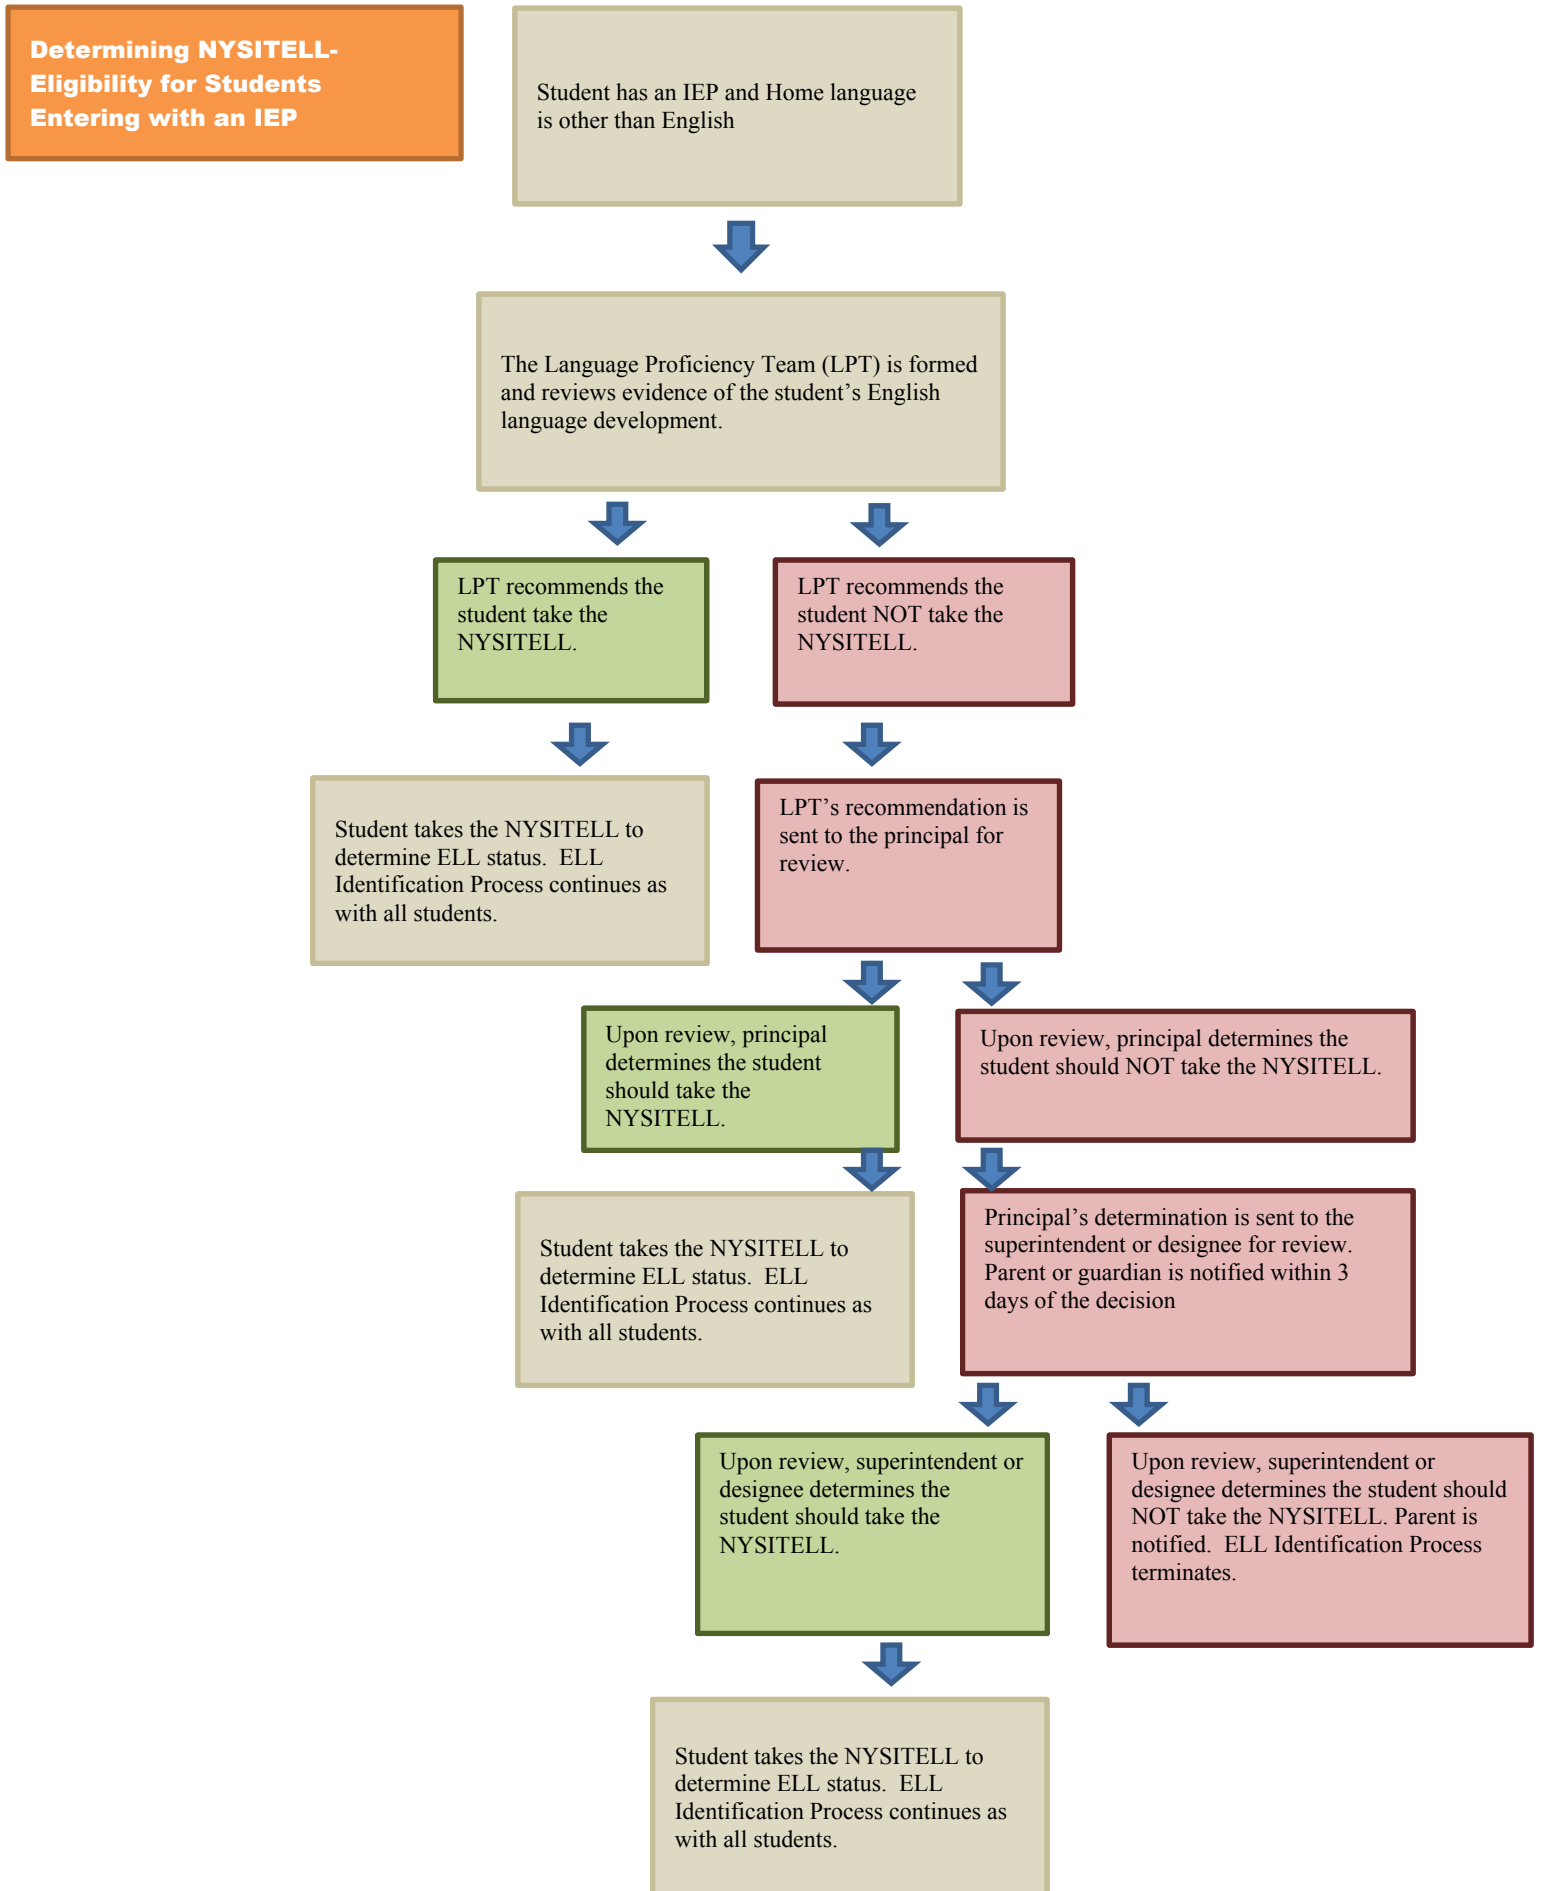 Determining NYSITELL-
Eligibility for Students
Entering with an IEP
Student has an IEP and Home language
is other than English
The Language Proficiency Team (LPT) is formed
and reviews evidence of the student’s English
language development.
LPT recommends the
student take the
NYSITELL.
LPT recommends the
student NOT take the
NYSITELL.
Student takes the NYSITELL to
determine ELL status.  ELL
Identification Process continues as
with all students.
LPT’s recommendation is
sent to the principal for
review.
Upon review, principal
determines the student
should take the
NYSITELL.
Upon review, principal determines the
student should NOT take the NYSITELL.
Student takes the NYSITELL to
determine ELL status.  ELL
Identification Process continues as
with all students.
Principal’s determination is sent to the
superintendent or designee for review.
Parent or guardian is notified within 3
days of the decision
Upon review, superintendent or
designee determines the
student should take the
NYSITELL.
Upon review, superintendent or
designee determines the student should
NOT take the NYSITELL. Parent is
notified.  ELL Identification Process
terminates.
Student takes the NYSITELL to
determine ELL status.  ELL
Identification Process continues as
with all students.